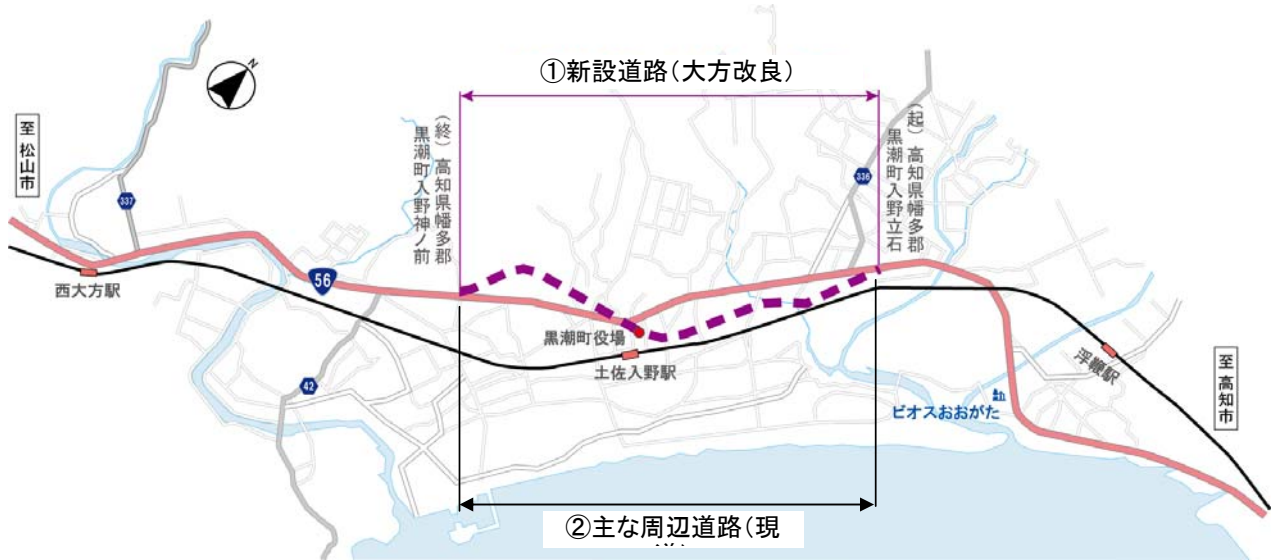 ①新設道路(大方改良)
N
至 松山市
337
(終)高知県幡多郡
黒潮町入野神ノ前
(起)高知県幡多郡
黒潮町入野立石
336
56
西大方駅
黒潮町役場
土佐入野駅
42
浮鞭駅
ビオスおおがた
至 高知市
②主な周辺道路(現